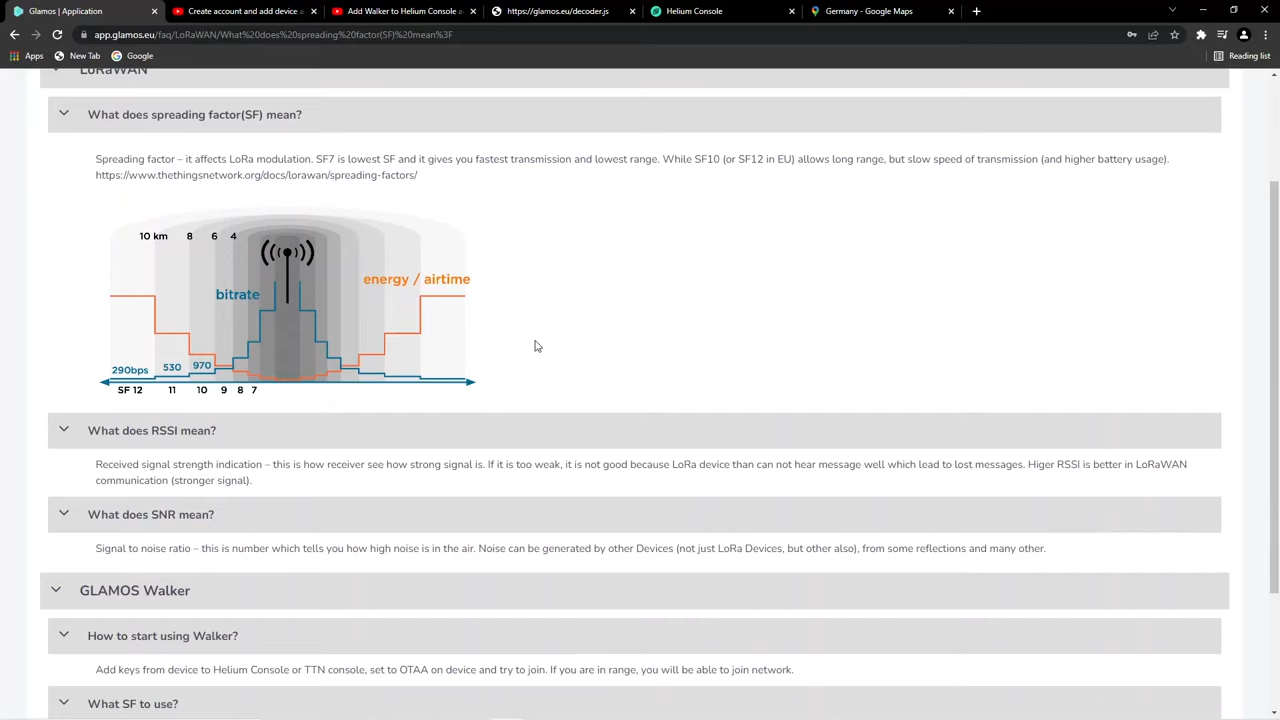 Glamos | Application
Create account and add device a
Add Walker to Helium Console a
https://glamos.eu/decoder.js
Helium Console
Germany - Google Maps
app.glamos.eu/faq/LoRaWAN/What%20does%20spreading%20factor(SF)%20mean%3F
Apps
New Tab
Google
Reading list
LoRaWAN
What does spreading factor(SF) mean?
Spreading factor – it affects LoRa modulation. SF7 is lowest SF and it gives you fastest transmission and lowest range. While SF10 (or SF12 in EU) allows long range, but slow speed of transmission (and higher battery usage).
https://www.thethingsnetwork.org/docs/lorawan/spreading-factors/
10 km 8 6 4
energy / airtime
bitrate
290bps 530 970
SF 12 11 10 9 8 7
What does RSSI mean?
Received signal strength indication – this is how receiver see how strong signal is. If it is too weak, it is not good because LoRa device than can not hear message well which lead to lost messages. Higer RSSI is better in LoRaWAN
communication (stronger signal).
What does SNR mean?
Signal to noise ratio – this is number which tells you how high noise is in the air. Noise can be generated by other Devices (not just LoRa Devices, but other also), from some reflections and many other.
GLAMOS Walker
How to start using Walker?
Add keys from device to Helium Console or TTN console, set to OTAA on device and try to join. If you are in range, you will be able to join network.
What SF to use?